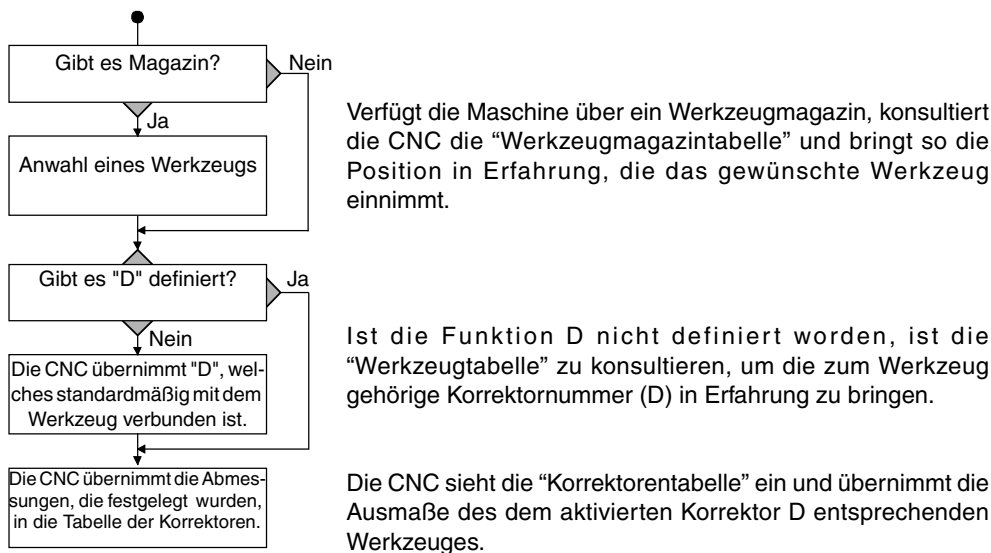 Gibt es Magazin?
Nein
Ja
Anwahl eines Werkzeugs
Verfügt die Maschine über ein Werkzeugmagazin, konsultiert
die CNC die “Werkzeugmagazintabelle” und bringt so die
Position in Erfahrung, die das gewünschte Werkzeug
einnimmt.
Gibt es "D" definiert?
Ja
Nein
Die CNC übernimmt "D", wel-
ches standardmäßig mit dem
Werkzeug verbunden ist.
Ist die Funktion D nicht definiert worden, ist die
“Werkzeugtabelle” zu konsultieren, um die zum Werkzeug
gehörige Korrektornummer (D) in Erfahrung zu bringen.
Die CNC übernimmt die Abmes-
sungen, die festgelegt wurden,
in die Tabelle der Korrektoren.
Die CNC sieht die “Korrektorentabelle” ein und übernimmt die
Ausmaße des dem aktivierten Korrektor D entsprechenden
Werkzeuges.